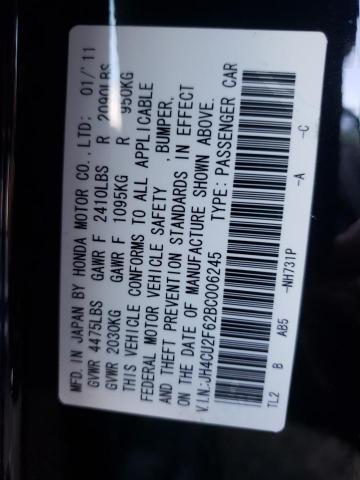 MFD. IN JAPAN BY HONDA MOTOR CO., LTD: 01/'11
GVWR 4475LBS GAWR F 2410LBS R 2090LBS
GVWR 2030KG GAWR F 1095KG R 950KG
THIS VEHICLE CONFORMS TO ALL APPLICABLE
FEDERAL MOTOR VEHICLE SAFETY , BUMPER,
AND THEFT PREVENTION STANDARDS IN EFFECT
ON THE DATE OF MANUFACTURE SHOWN ABOVE.
V.I.N:JH4CU2F62BC006245 TYPE: PASSENGER CAR
-A -C
TL2 B AB5 -NH731P